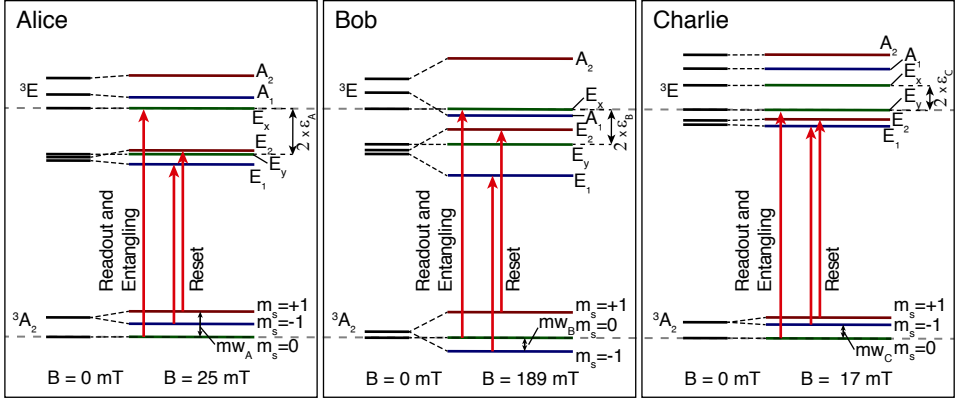 Alice
A₂
³E
A₁
Eₓ
2 x ε_A
E₂
E_y
E₁
Readout and
Entangling
Reset
³A₂
mₛ=+1
mₛ=-1
mw_A mₛ=0
B = 0 mT B = 25 mT
Bob
A₂
³E
Eₓ
A₁
2 x ε_B
E₂
E_y
E₁
Readout and
Entangling
Reset
³A₂
mₛ=+1
mw_B mₛ=0
mₛ=-1
B = 0 mT B = 189 mT
Charlie
A₂
A₁
³E
Eₓ
2 x ε_C
E_y
E₂
E₁
Readout and
Entangling
Reset
³A₂
mₛ=+1
mₛ=-1
mw_C mₛ=0
B = 0 mT B = 17 mT